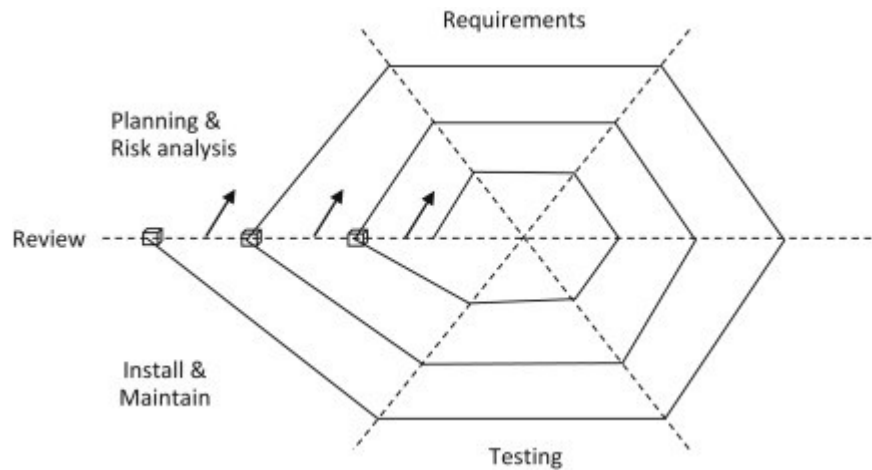 Requirements
Planning &
Risk analysis
Review
Install &
Maintain
Testing